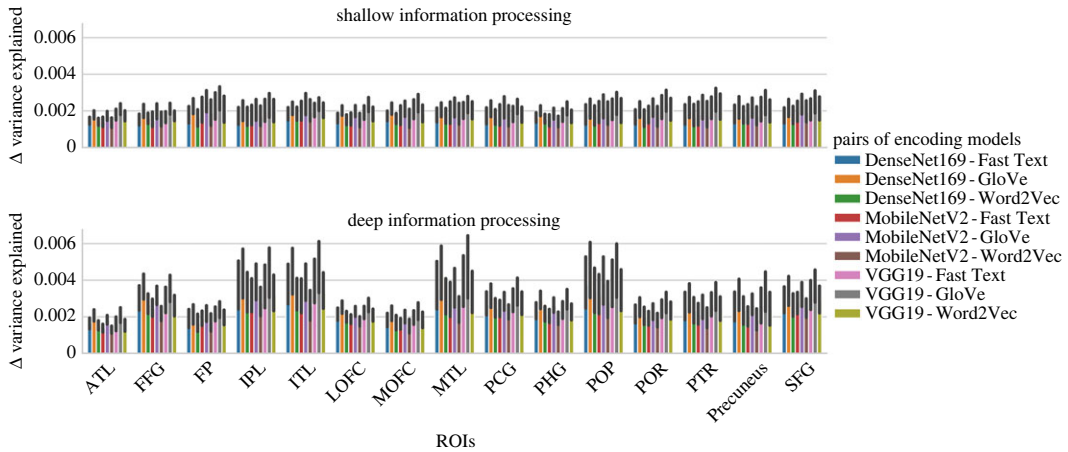 shallow information processing
Δ variance explained
0.006
0.004
0.002
0
deep information processing
Δ variance explained
0.006
0.004
0.002
0
ATL FFG FP IPL ITL LOFC MOFC MTL PCG PHG POP POR PTR Precuneus SFG
ROIs
pairs of encoding models
DenseNet169 - Fast Text
DenseNet169 - GloVe
DenseNet169 - Word2Vec
MobileNetV2 - Fast Text
MobileNetV2 - GloVe
MobileNetV2 - Word2Vec
VGG19 - Fast Text
VGG19 - GloVe
VGG19 - Word2Vec